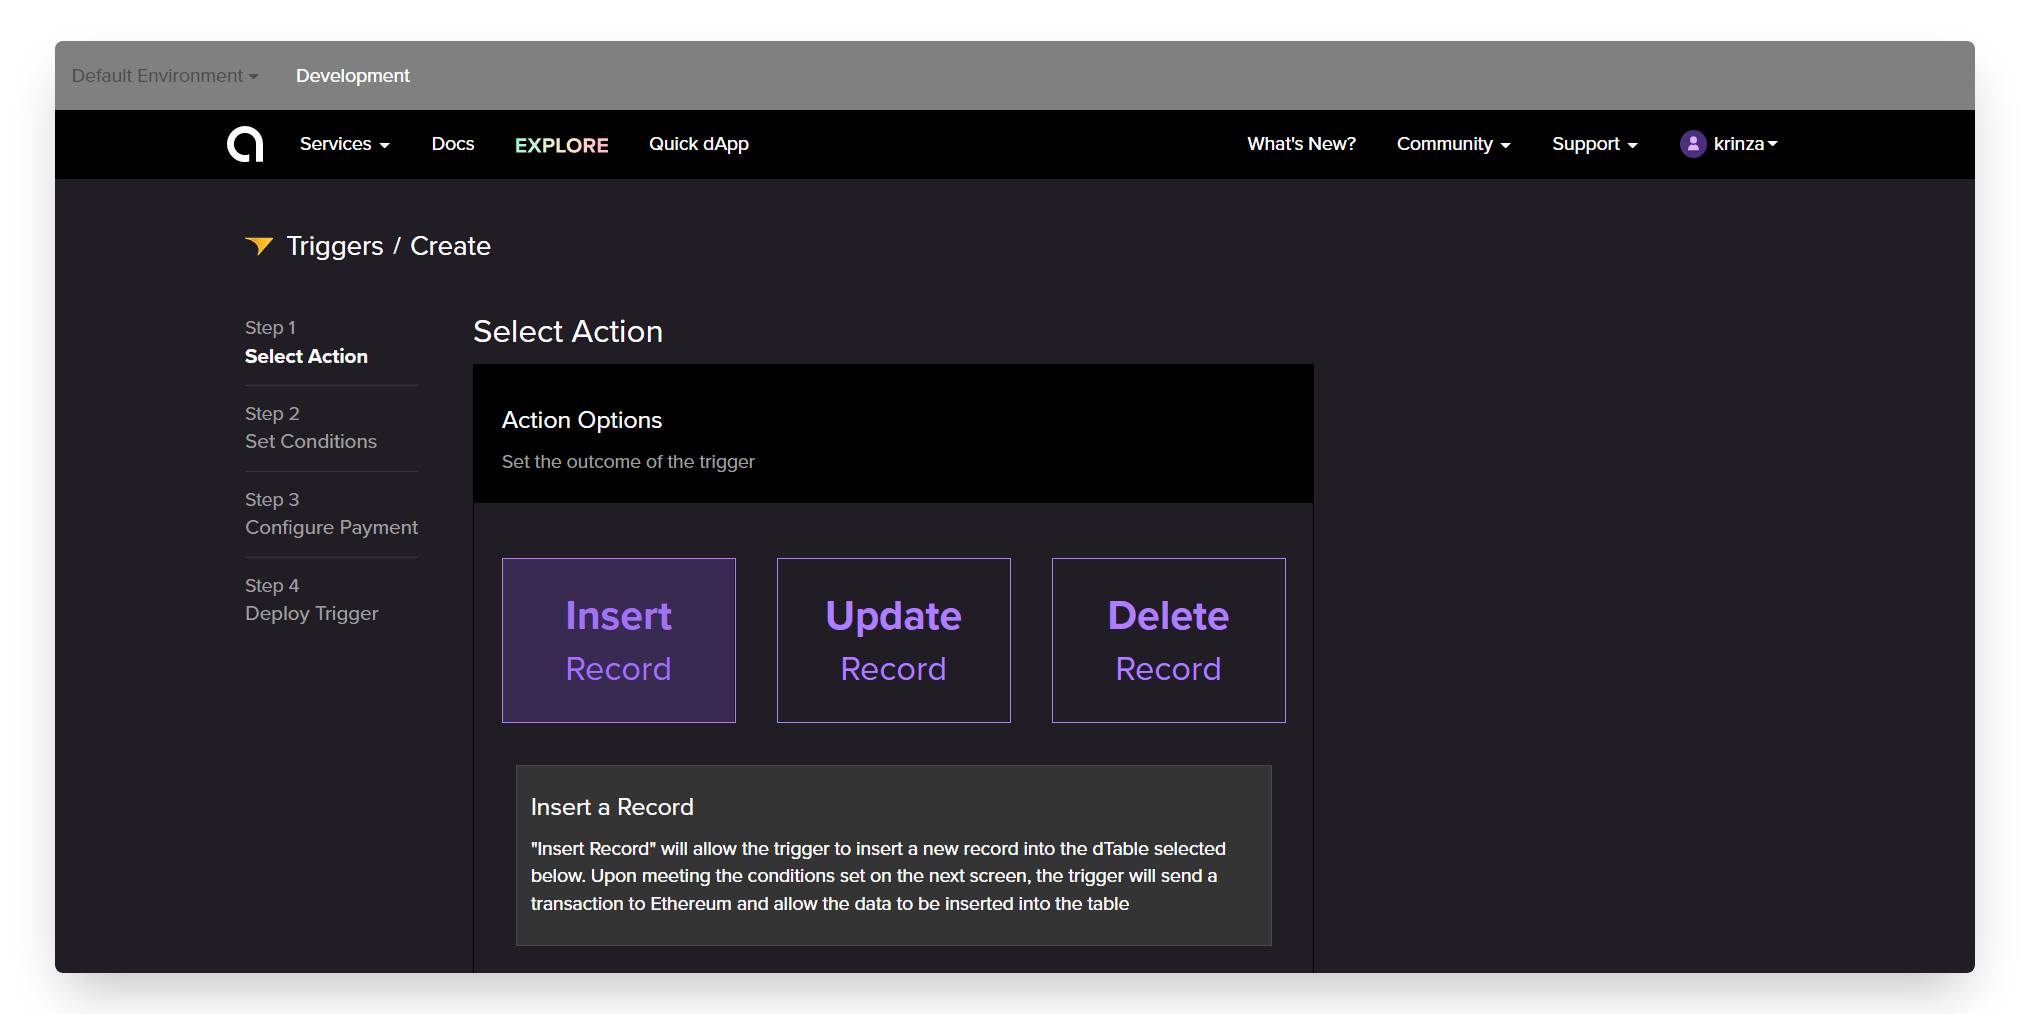 Default Environment Development
Services Docs EXPLORE Quick dApp What's New? Community Support krinza
Triggers / Create
Step 1
Select Action
Step 2
Set Conditions
Step 3
Configure Payment
Step 4
Deploy Trigger
Select Action
Action Options
Set the outcome of the trigger
Insert
Record
Update
Record
Delete
Record
Insert a Record
"Insert Record" will allow the trigger to insert a new record into the dTable selected
below. Upon meeting the conditions set on the next screen, the trigger will send a
transaction to Ethereum and allow the data to be inserted into the table